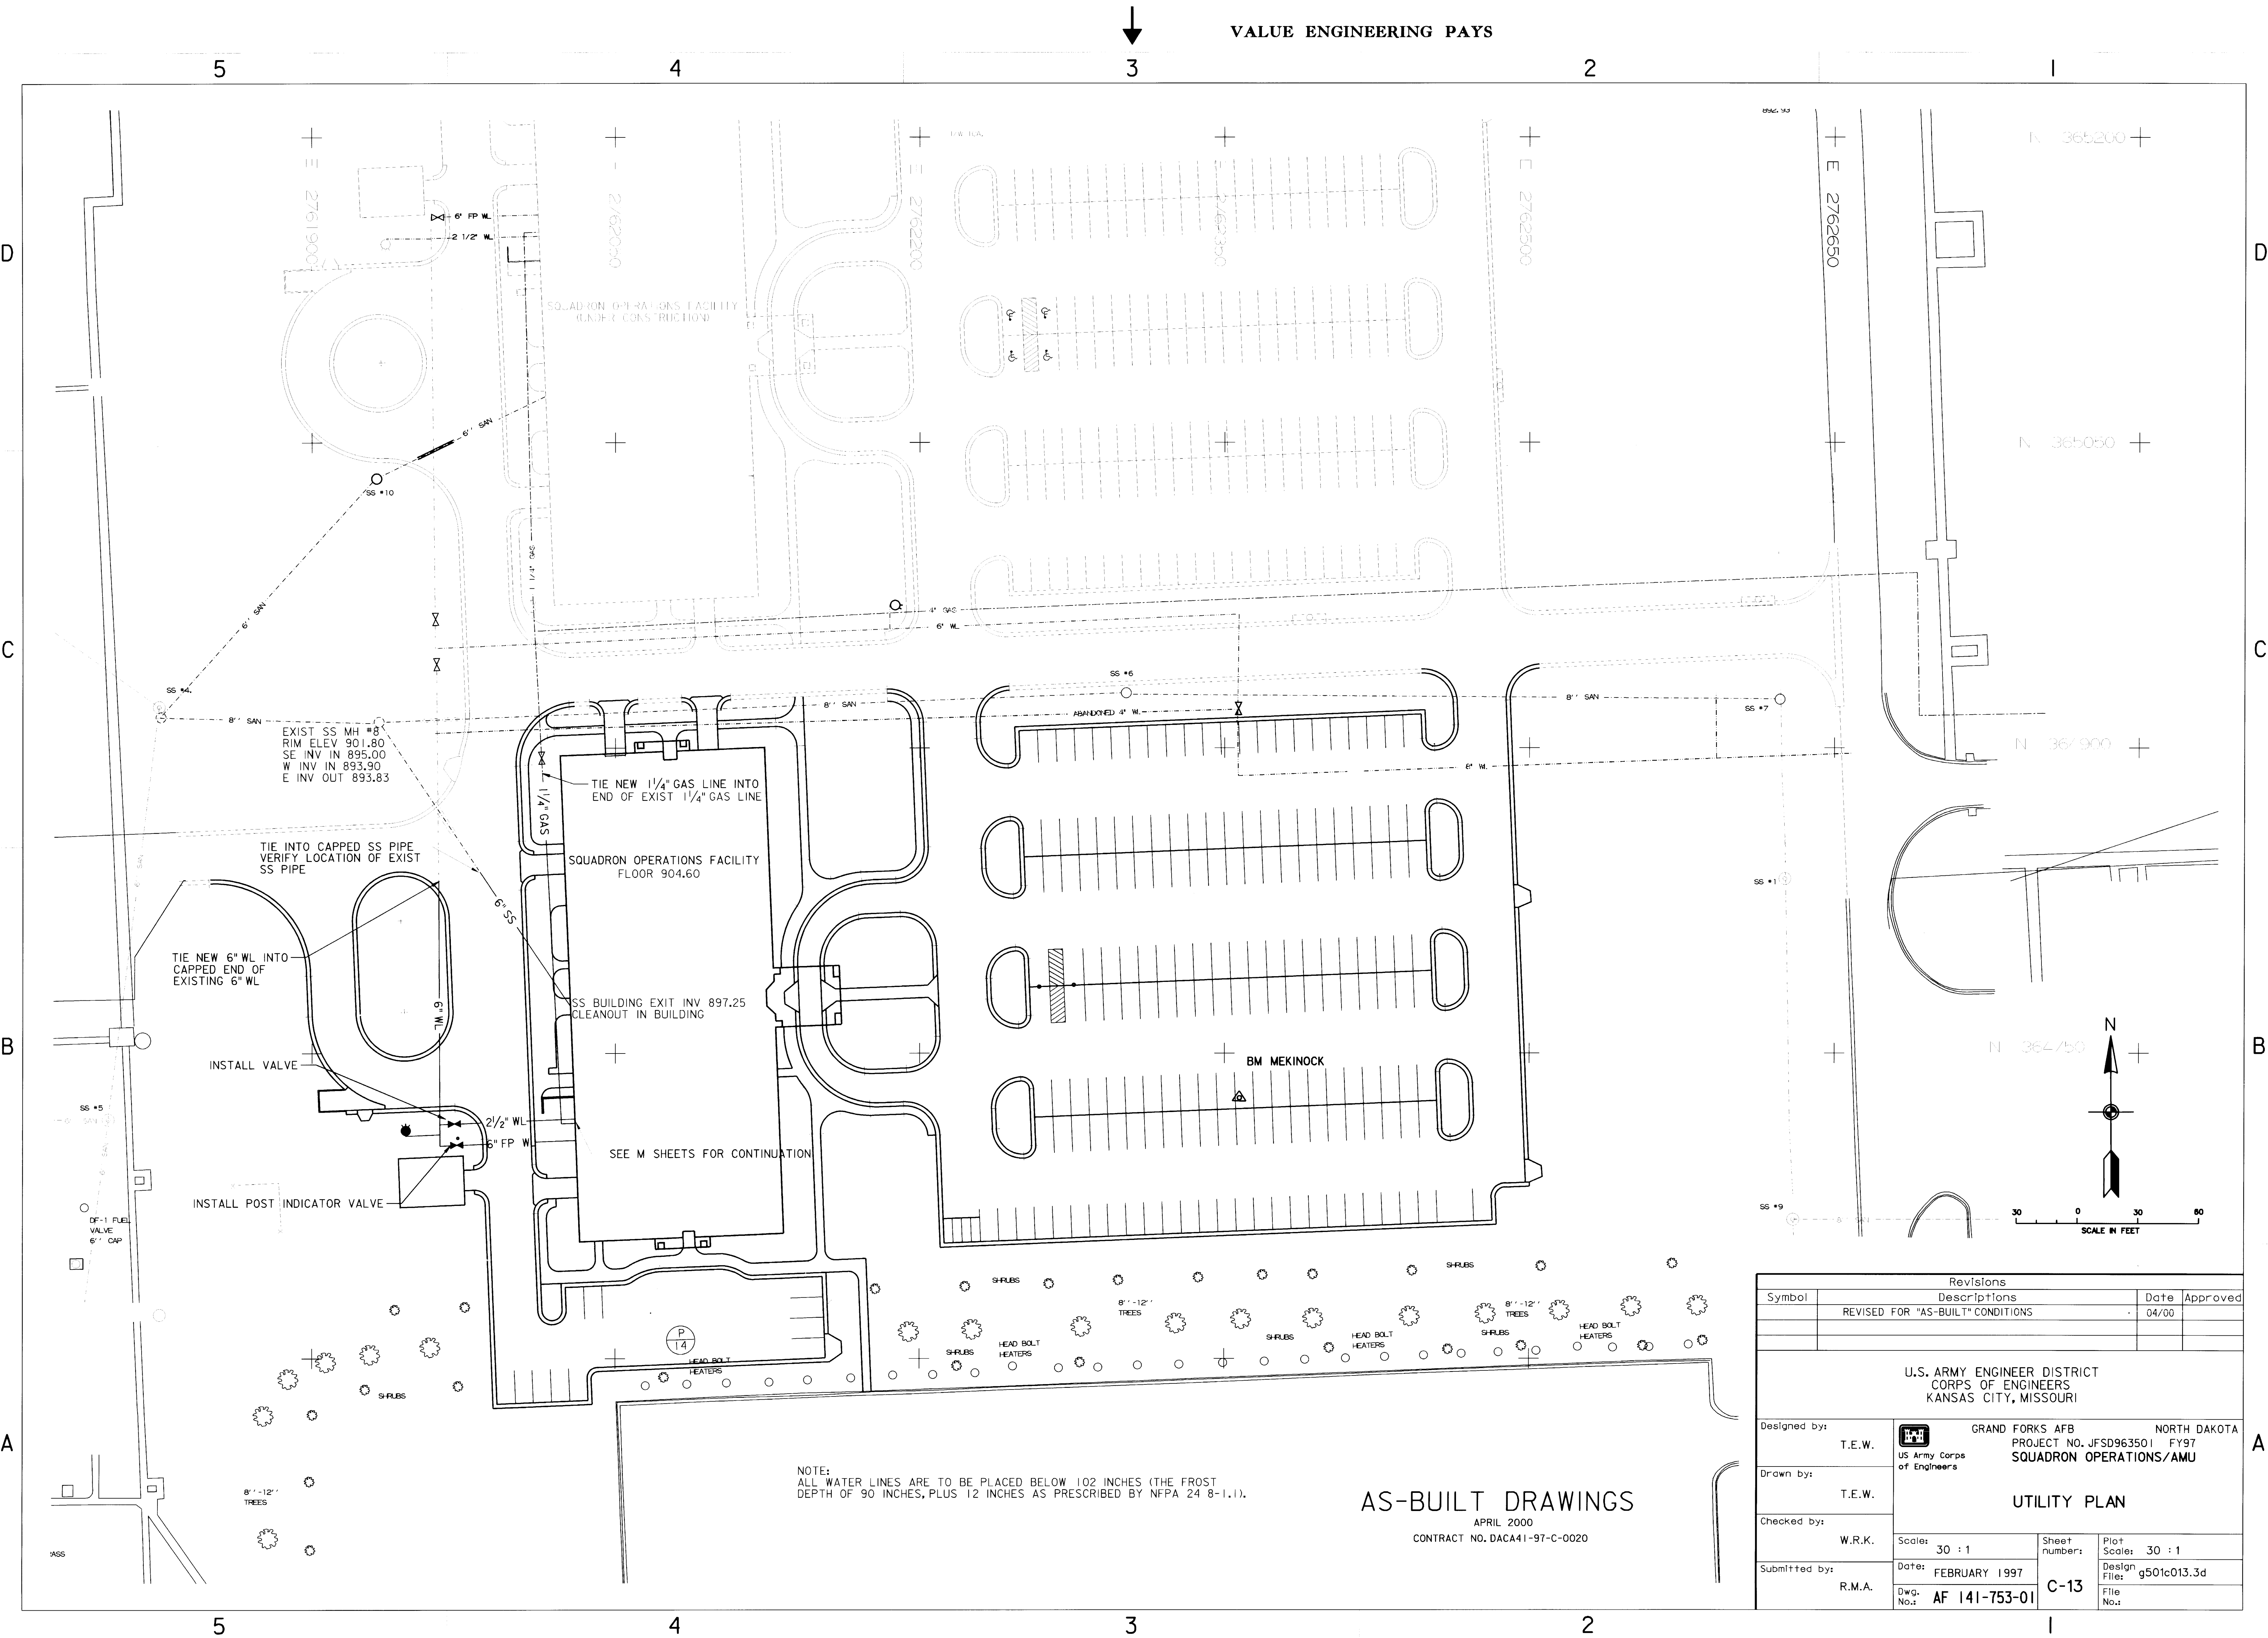 VALUE ENGINEERING PAYS
5 4 3 2 1
D D
C C
B B
A A
892.93
N 365200
E 2761900
E 2762200
E 2762350
E 2762500
E 2762650
6" FP WL
2 1/2" WL
SQUADRON OPERATIONS FACILITY
(UNDER CONSTRUCTION)
6'' SAN
SS #10
N 365050
1 1/4" GAS
6" SAN
4" GAS
6" WL
SS #4
8'' SAN
EXIST SS MH #8
RIM ELEV 901.80
SE INV IN 895.00
W INV IN 893.90
E INV OUT 893.83
8'' SAN
SS #6
ABANDONED 4" WL
8'' SAN
SS #7
6" WL
N 364900
TIE NEW 1 1/4" GAS LINE INTO
END OF EXIST 1 1/4" GAS LINE
1 1/4" GAS
TIE INTO CAPPED SS PIPE
VERIFY LOCATION OF EXIST
SS PIPE
SQUADRON OPERATIONS FACILITY
FLOOR 904.60
6" SS
SS #1
TIE NEW 6" WL INTO
CAPPED END OF
EXISTING 6" WL
6" WL
SS BUILDING EXIT INV 897.25
CLEANOUT IN BUILDING
INSTALL VALVE
BM MEKINOCK
N 364750
N
SS #5
2 1/2" WL
6" FP W
SEE M SHEETS FOR CONTINUATION
INSTALL POST INDICATOR VALVE
DF-1 FUEL
VALVE
6'' CAP
SS #9
30 0 30 60
SCALE IN FEET
SHRUBS
SHRUBS
8''-12''
TREES
8''-12''
TREES
HEAD BOLT
HEATERS
SHRUBS
HEAD BOLT
HEATERS
SHRUBS
HEAD BOLT
HEATERS
SHRUBS
P
14
HEAD BOLT
HEATERS
SHRUBS
8''-12''
TREES
NOTE:
ALL WATER LINES ARE TO BE PLACED BELOW 102 INCHES (THE FROST
DEPTH OF 90 INCHES, PLUS 12 INCHES AS PRESCRIBED BY NFPA 24 8-1.1).
AS-BUILT DRAWINGS
APRIL 2000
CONTRACT NO. DACA41-97-C-0020
Revisions
Symbol Descriptions Date Approved
REVISED FOR "AS-BUILT" CONDITIONS 04/00
U.S. ARMY ENGINEER DISTRICT
CORPS OF ENGINEERS
KANSAS CITY, MISSOURI
Designed by:
T.E.W.
Drawn by:
T.E.W.
Checked by:
W.R.K.
Submitted by:
R.M.A.
US Army Corps
of Engineers
GRAND FORKS AFB NORTH DAKOTA
PROJECT NO. JFSD963501 FY97
SQUADRON OPERATIONS/AMU
UTILITY PLAN
Scale: 30 : 1
Sheet number: C-13
Plot Scale: 30 : 1
Date: FEBRUARY 1997
Design File: g501c013.3d
Dwg. No.: AF 141-753-01
File No.:
5 4 3 2 1